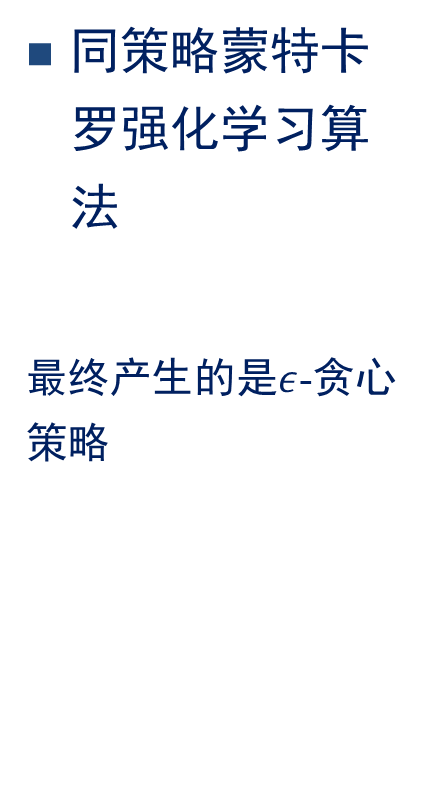 同策略蒙特卡
罗强化学习算
法
最终产生的是ϵ-贪心
策略